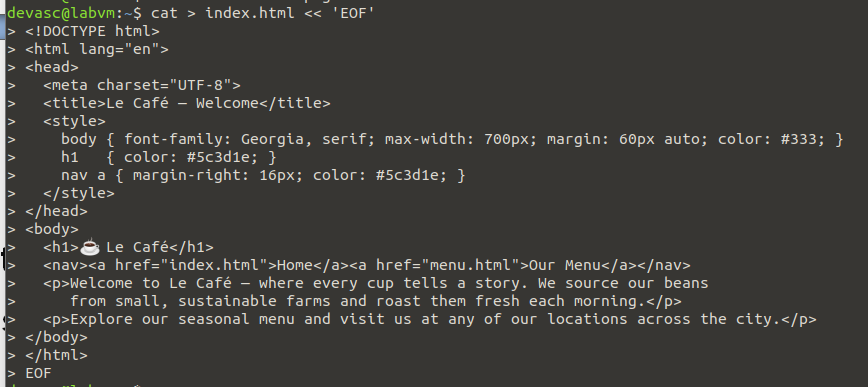 devasc@labvm:~$ cat > index.html << 'EOF'
> <!DOCTYPE html>
> <html lang="en">
> <head>
>   <meta charset="UTF-8">
>   <title>Le Café — Welcome</title>
>   <style>
>     body { font-family: Georgia, serif; max-width: 700px; margin: 60px auto; color: #333; }
>     h1   { color: #5c3d1e; }
>     nav a { margin-right: 16px; color: #5c3d1e; }
>   </style>
> </head>
> <body>
>   <h1>☕ Le Café</h1>
>   <nav><a href="index.html">Home</a><a href="menu.html">Our Menu</a></nav>
>   <p>Welcome to Le Café — where every cup tells a story. We source our beans
>      from small, sustainable farms and roast them fresh each morning.</p>
>   <p>Explore our seasonal menu and visit us at any of our locations across the city.</p>
> </body>
> </html>
> EOF